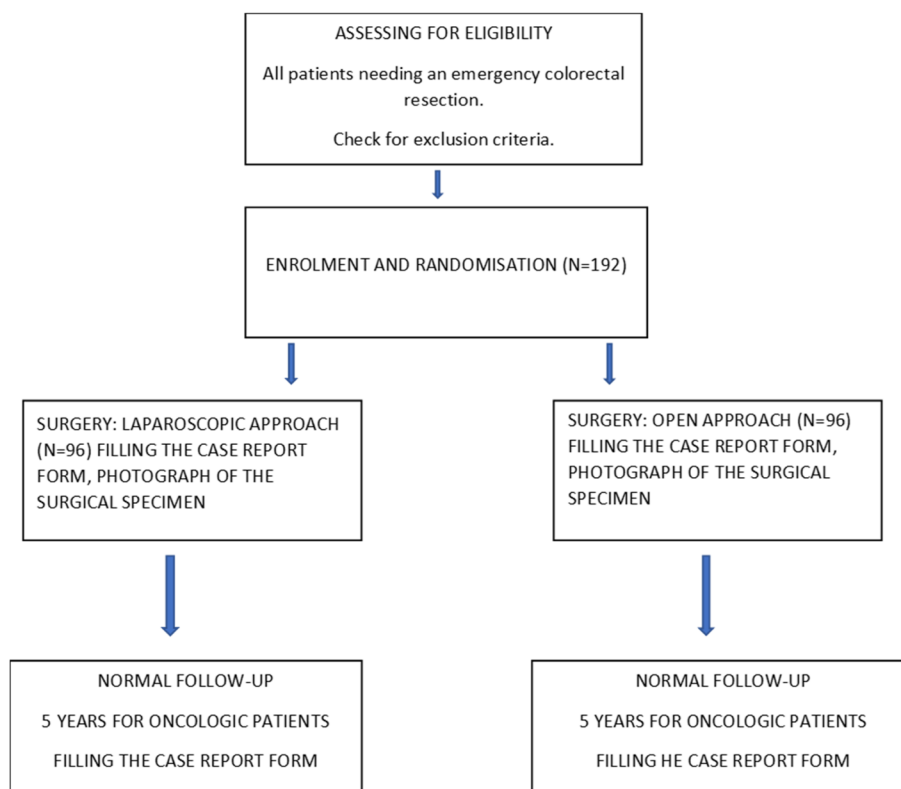 ASSESSING FOR ELIGIBILITY
All patients needing an emergency colorectal
resection.
Check for exclusion criteria.
ENROLMENT AND RANDOMISATION (N=192)
SURGERY: LAPAROSCOPIC APPROACH
(N=96) FILLING THE CASE REPORT
FORM, PHOTOGRAPH OF THE
SURGICAL SPECIMEN
SURGERY: OPEN APPROACH (N=96)
FILLING THE CASE REPORT FORM,
PHOTOGRAPH OF THE SURGICAL
SPECIMEN
NORMAL FOLLOW-UP
5 YEARS FOR ONCOLOGIC PATIENTS
FILLING THE CASE REPORT FORM
NORMAL FOLLOW-UP
5 YEARS FOR ONCOLOGIC PATIENTS
FILLING HE CASE REPORT FORM